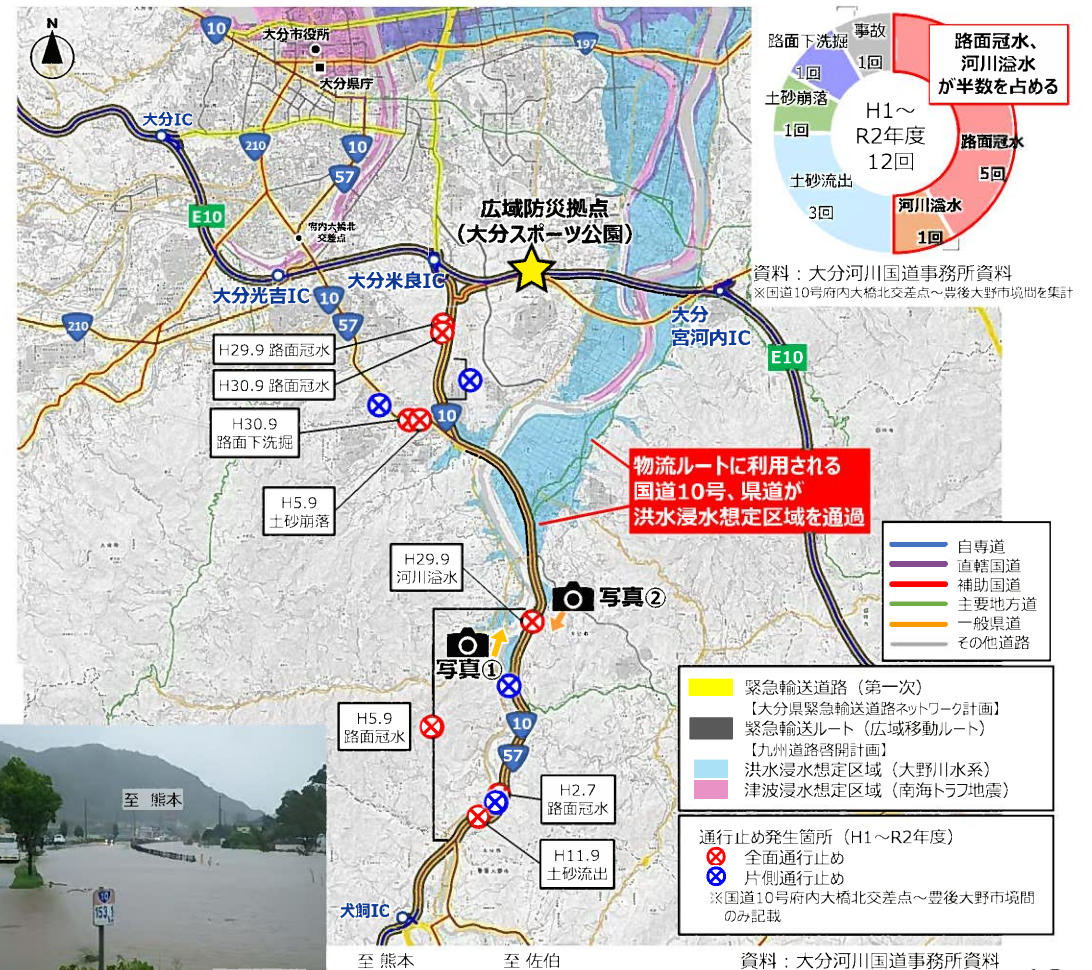 N
10
大分市役所
大分県庁
197
大分IC
210
10
57
E10
府内大橋北
交差点
広域防災拠点
(大分スポーツ公園)
大分米良IC
大分光吉IC
10
210
57
大分
宮河内IC
E10
路面下洗掘
1回
事故
1回
土砂崩落
1回
土砂流出
3回
H1～
R2年度
12回
路面冠水、
河川溢水
が半数を占める
路面冠水
5回
河川溢水
1回
資料：大分河川国道事務所資料
※国道10号府内大橋北交差点～豊後大野市境間を集計
H29.9 路面冠水
H30.9 路面冠水
H30.9
路面下洗掘
10
H5.9
土砂崩落
物流ルートに利用される
国道10号、県道が
洪水浸水想定区域を通過
H29.9
河川溢水
写真②
写真①
H5.9
路面冠水
10
57
H2.7
路面冠水
H11.9
土砂流出
犬飼IC
至 熊本
至 佐伯
自専道
直轄国道
補助国道
主要地方道
一般県道
その他道路
緊急輸送道路（第一次）
【大分県緊急輸送道路ネットワーク計画】
緊急輸送ルート（広域移動ルート）
【九州道路啓開計画】
洪水浸水想定区域（大野川水系）
津波浸水想定区域（南海トラフ地震）
通行止め発生箇所（H1～R2年度）
全面通行止め
片側通行止め
※国道10号府内大橋北交差点～豊後大野市境間
のみ記載
資料：大分河川国道事務所資料
至 熊本
10
153.1